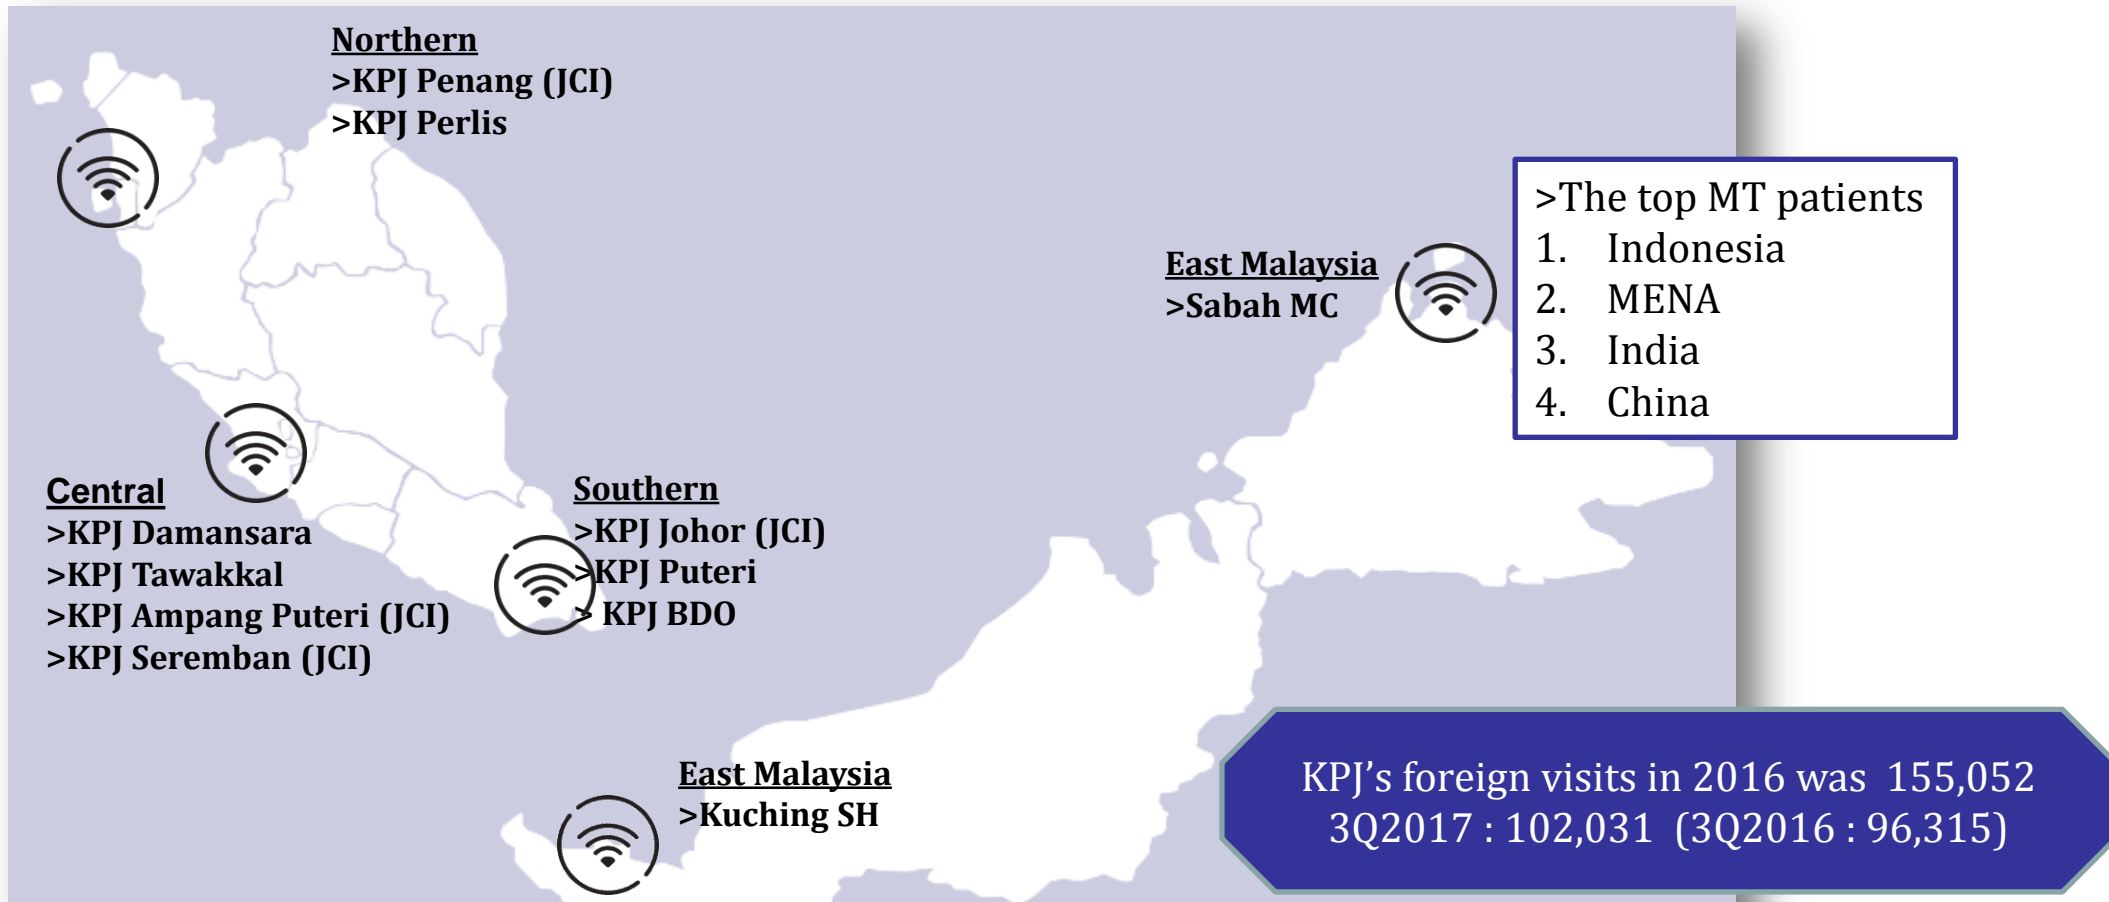 Northern
>KPJ Penang (JCI)
>KPJ Perlis
>The top MT patients
1. Indonesia
2. MENA
3. India
4. China
East Malaysia
>Sabah MC
Central
>KPJ Damansara
>KPJ Tawakkal
>KPJ Ampang Puteri (JCI)
>KPJ Seremban (JCI)
Southern
>KPJ Johor (JCI)
>KPJ Puteri
> KPJ BDO
East Malaysia
>Kuching SH
KPJ’s foreign visits in 2016 was 155,052
3Q2017 : 102,031 (3Q2016 : 96,315)